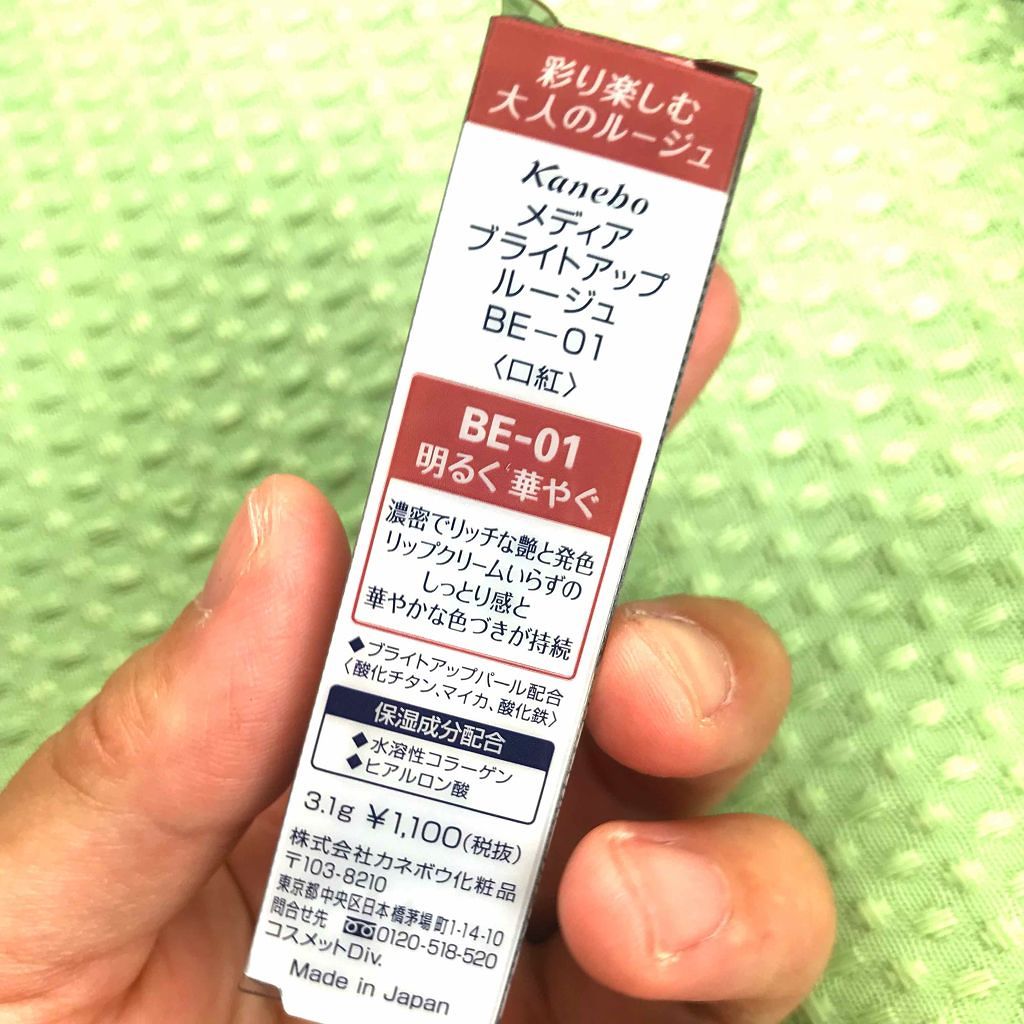 彩り楽しむ
大人のルージュ
Kanebo
メディア
ブライトアップ
ルージュ
BE-01
〈口紅〉
BE-01
明るく華やぐ
濃密でリッチな艶と発色
リップクリームいらずの
しっとり感と
華やかな色づきが持続
◆ブライトアップパール配合
〈酸化チタン、マイカ、酸化鉄〉
保湿成分配合
◆水溶性コラーゲン
◆ヒアルロン酸
3.1g ¥1,100(税抜)
株式会社カネボウ化粧品
〒103-8210
東京都中央区日本橋茅場町1-14-10
問合せ先 0120-518-520
コスメットDiv.
Made in Japan